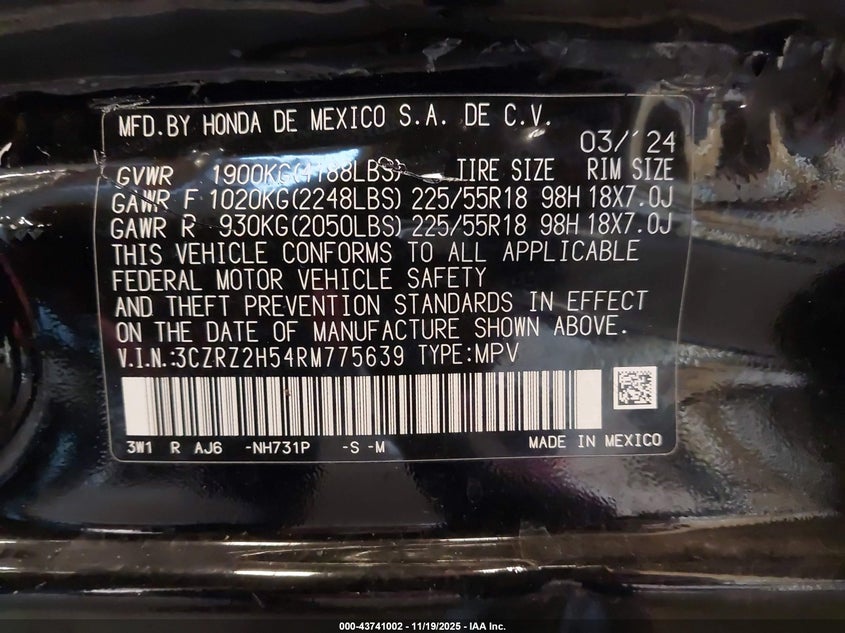 MFD.BY HONDA DE MEXICO S.A. DE C.V.
03/'24
GVWR 1900KG(4188LBS) TIRE SIZE RIM SIZE
GAWR F 1020KG(2248LBS) 225/55R18 98H 18X7.0J
GAWR R 930KG(2050LBS) 225/55R18 98H 18X7.0J
THIS VEHICLE CONFORMS TO ALL APPLICABLE
FEDERAL MOTOR VEHICLE SAFETY
AND THEFT PREVENTION STANDARDS IN EFFECT
ON THE DATE OF MANUFACTURE SHOWN ABOVE.
V.I.N.:3CZRZ2H54RM775639 TYPE:MPV
3W1 R AJ6 -NH731P -S -M MADE IN MEXICO
000-43741002 - 11/19/2025 - IAA Inc.